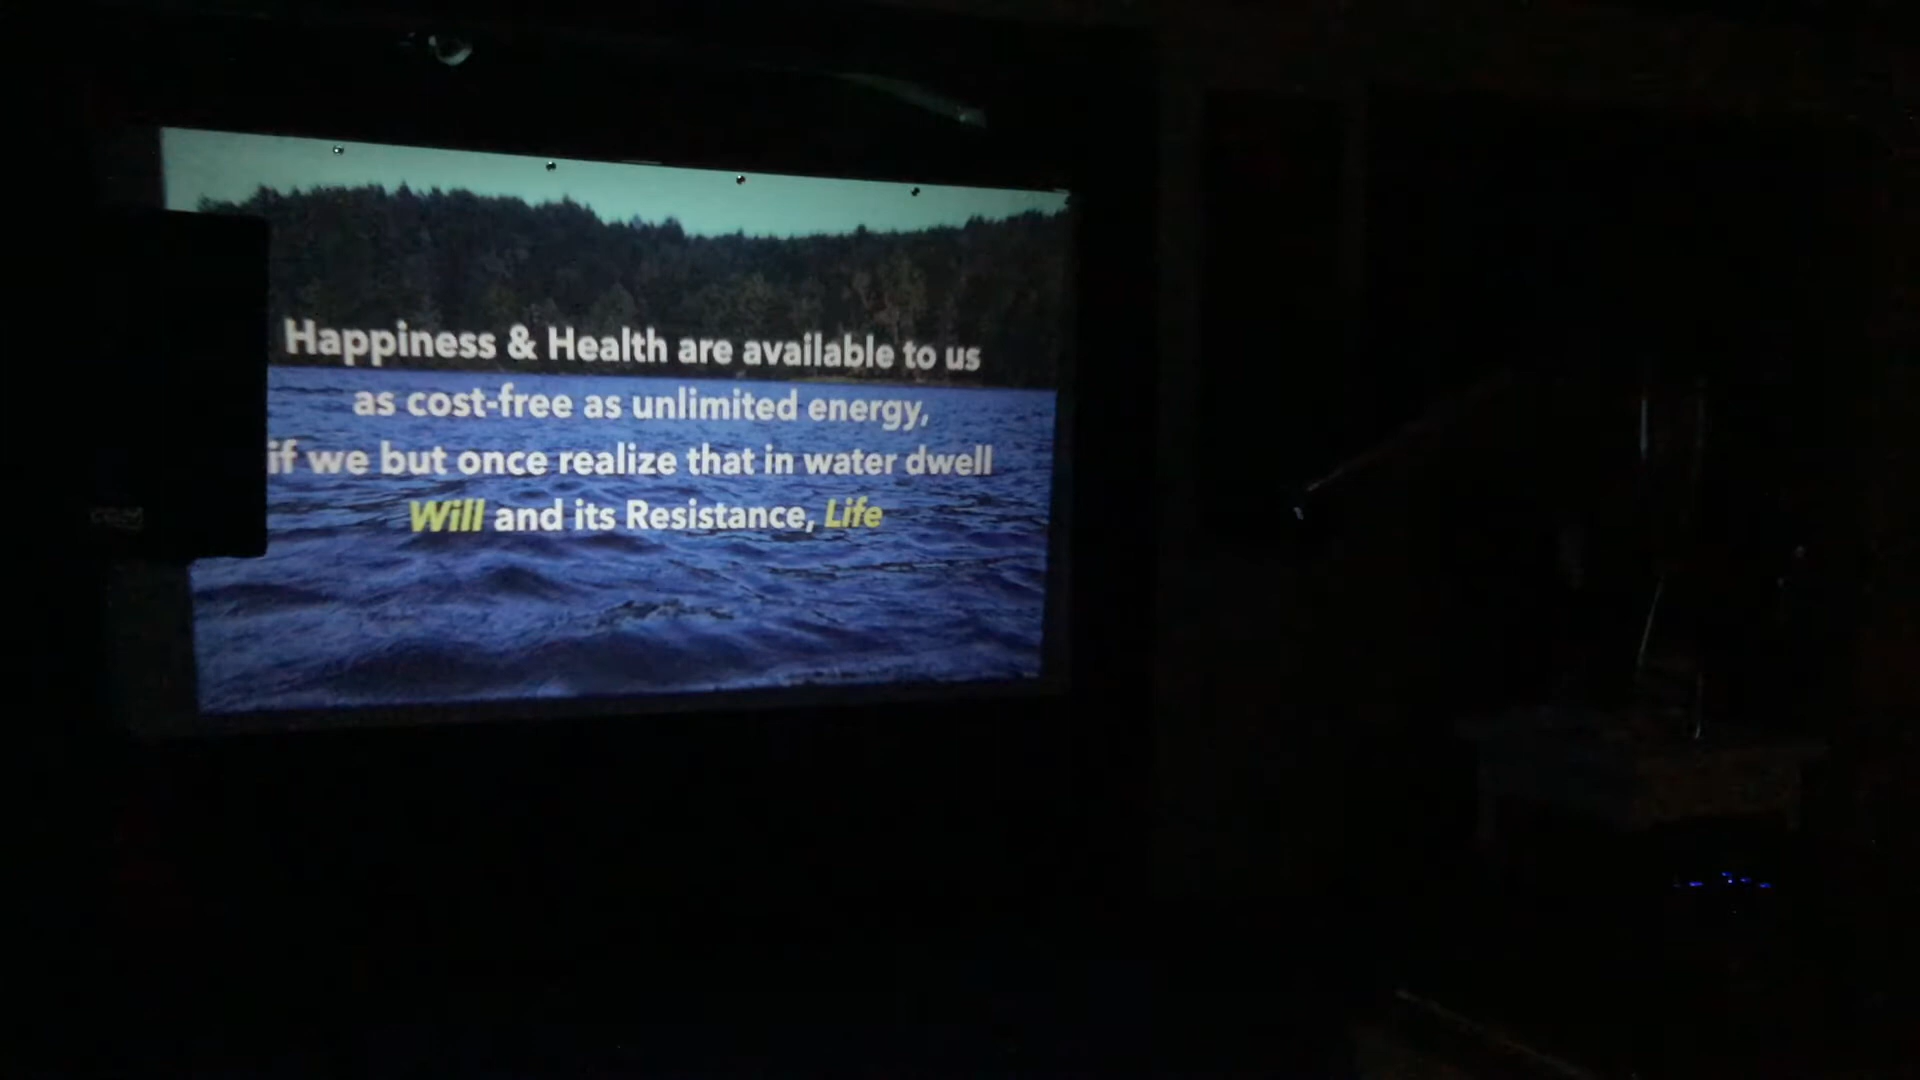 Happiness & Health are available to us
as cost-free as unlimited energy,
if we but once realize that in water dwell
Will and its Resistance, Life